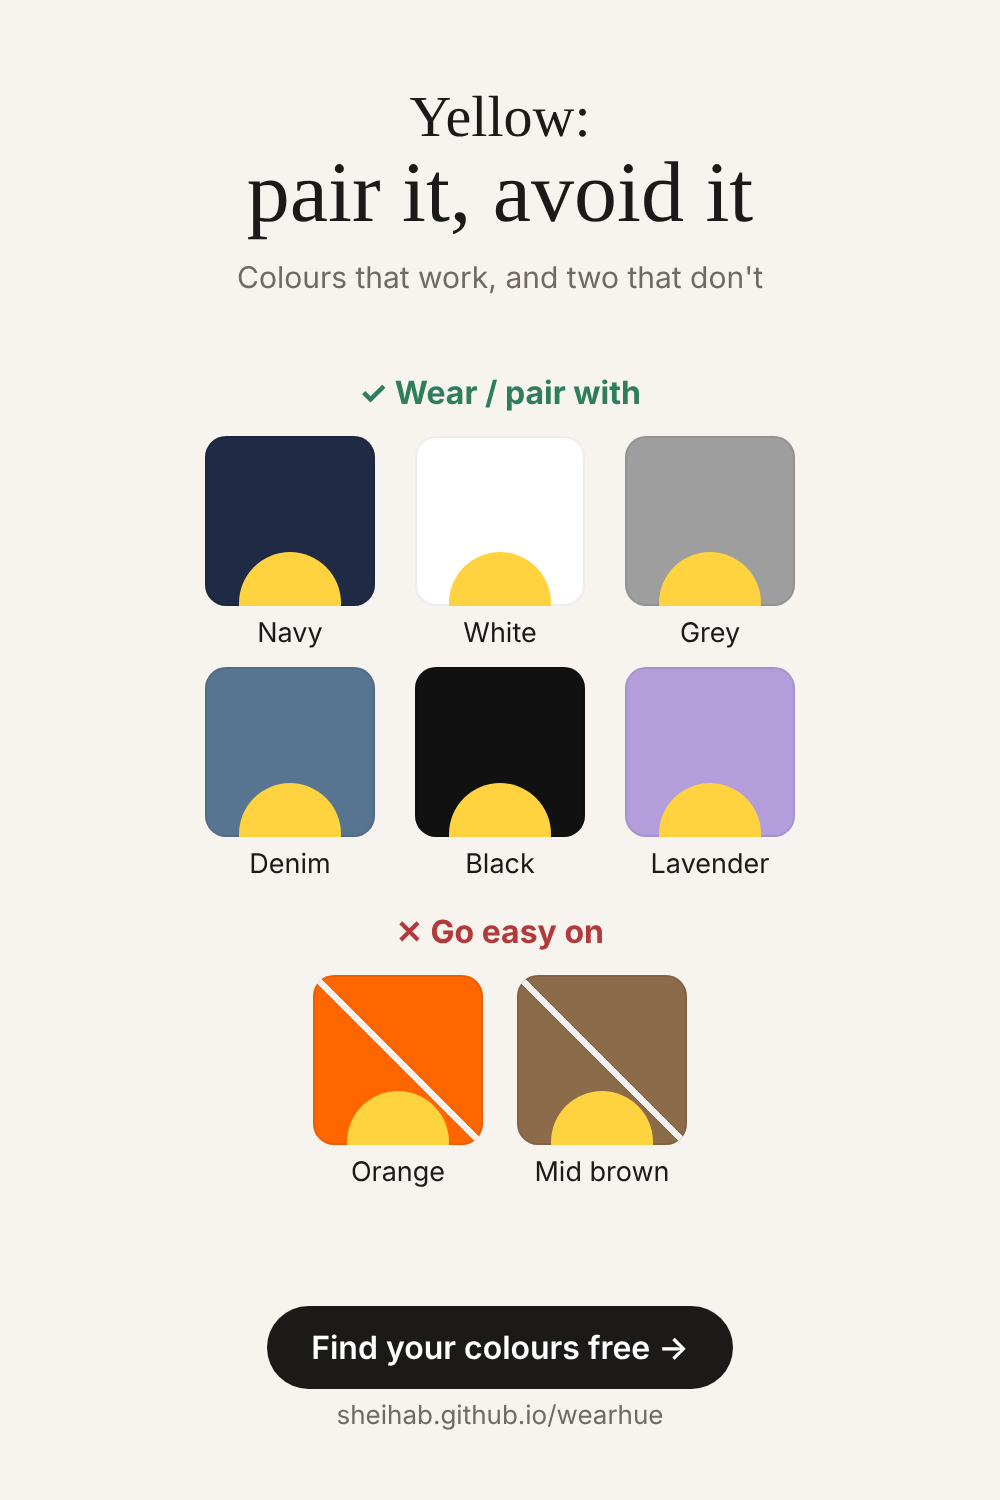 Yellow:
pair it, avoid it
Colours that work, and two that don't
✓ Wear / pair with
Navy White Grey
Denim Black Lavender
✕ Go easy on
Orange Mid brown
Find your colours free →
sheihab.github.io/wearhue